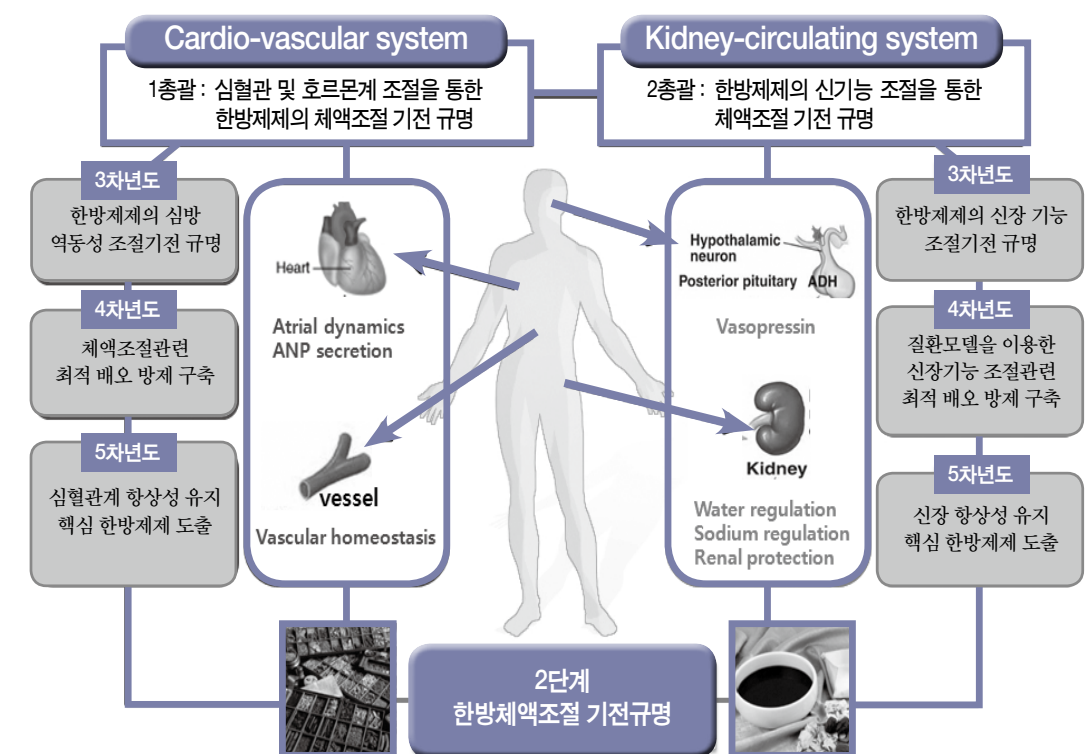 Cardio-vascular system
1총괄 : 심혈관 및 호르몬계 조절을 통한
한방제제의 체액조절 기전 규명
Kidney-circulating system
2총괄 : 한방제제의 신기능 조절을 통한
체액조절 기전 규명
3차년도
한방제제의 심방
역동성 조절기전 규명
4차년도
체액조절관련
최적 배오 방제 구축
5차년도
심혈관계 항상성 유지
핵심 한방제제 도출
Heart
Atrial dynamics
ANP secretion
vessel
Vascular homeostasis
Hypothalamic
neuron
Posterior pituitary ADH
Vasopressin
Kidney
Water regulation
Sodium regulation
Renal protection
3차년도
한방제제의 신장 기능
조절기전 규명
4차년도
질환모델을 이용한
신장기능 조절관련
최적 배오 방제 구축
5차년도
신장 항상성 유지
핵심 한방제제 도출
2단계
한방체액조절 기전규명